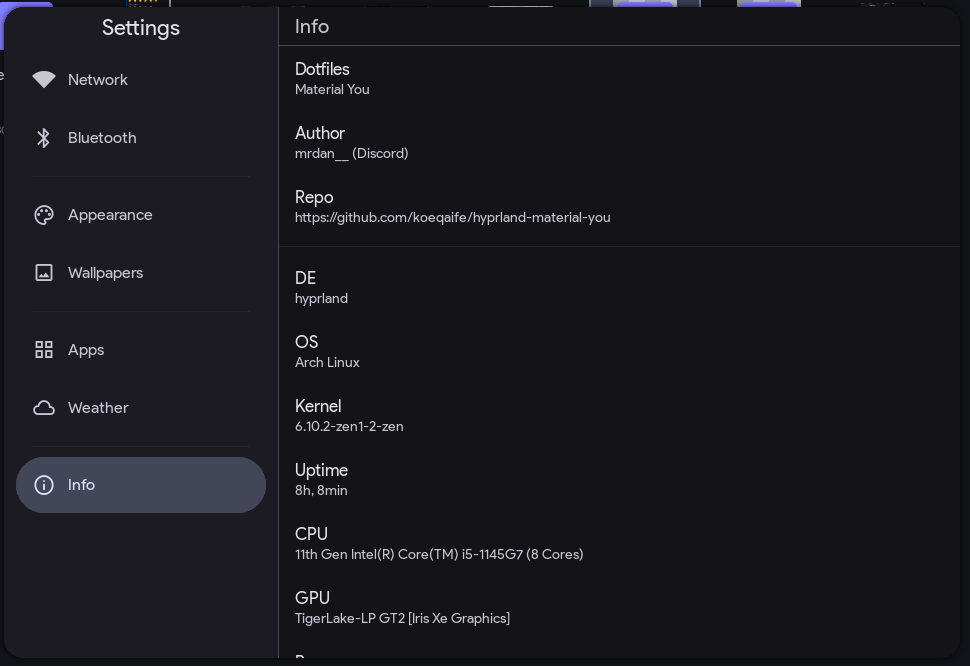 Settings
Network
Bluetooth
Appearance
Wallpapers
Apps
Weather
Info
Info
Dotfiles
Material You
Author
mrdan__ (Discord)
Repo
https://github.com/koeqaife/hyprland-material-you
DE
hyprland
OS
Arch Linux
Kernel
6.10.2-zen1-2-zen
Uptime
8h, 8min
CPU
11th Gen Intel(R) Core(TM) i5-1145G7 (8 Cores)
GPU
TigerLake-LP GT2 [Iris Xe Graphics]